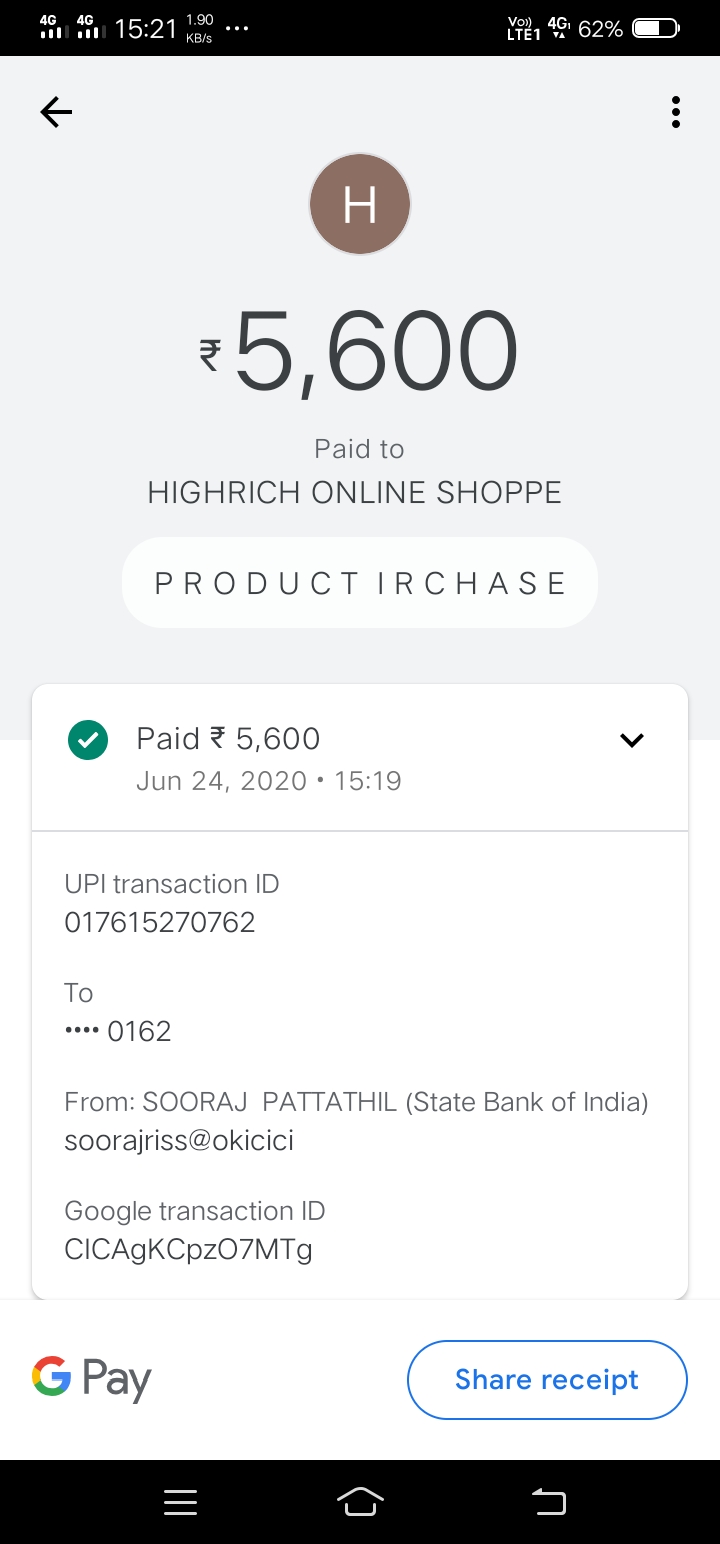 4G 4G 15:21 1.90 KB/s ... Vo)) LTE1 4G 62%
H
₹5,600
Paid to
HIGHRICH ONLINE SHOPPE
PRODUCT IRCHASE
Paid ₹ 5,600
Jun 24, 2020 • 15:19
UPI transaction ID
017615270762
To
•••• 0162
From: SOORAJ PATTATHIL (State Bank of India)
soorajriss@okicici
Google transaction ID
CICAgKCpzO7MTg
G Pay
Share receipt